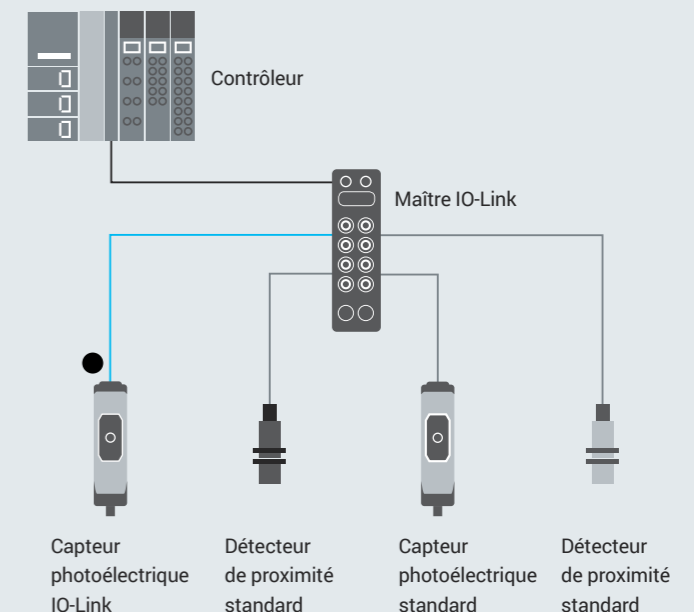 Contrôleur
Maître IO-Link
Capteur
photoélectrique
IO-Link
Détecteur
de proximité
standard
Capteur
photoélectrique
standard
Détecteur
de proximité
standard